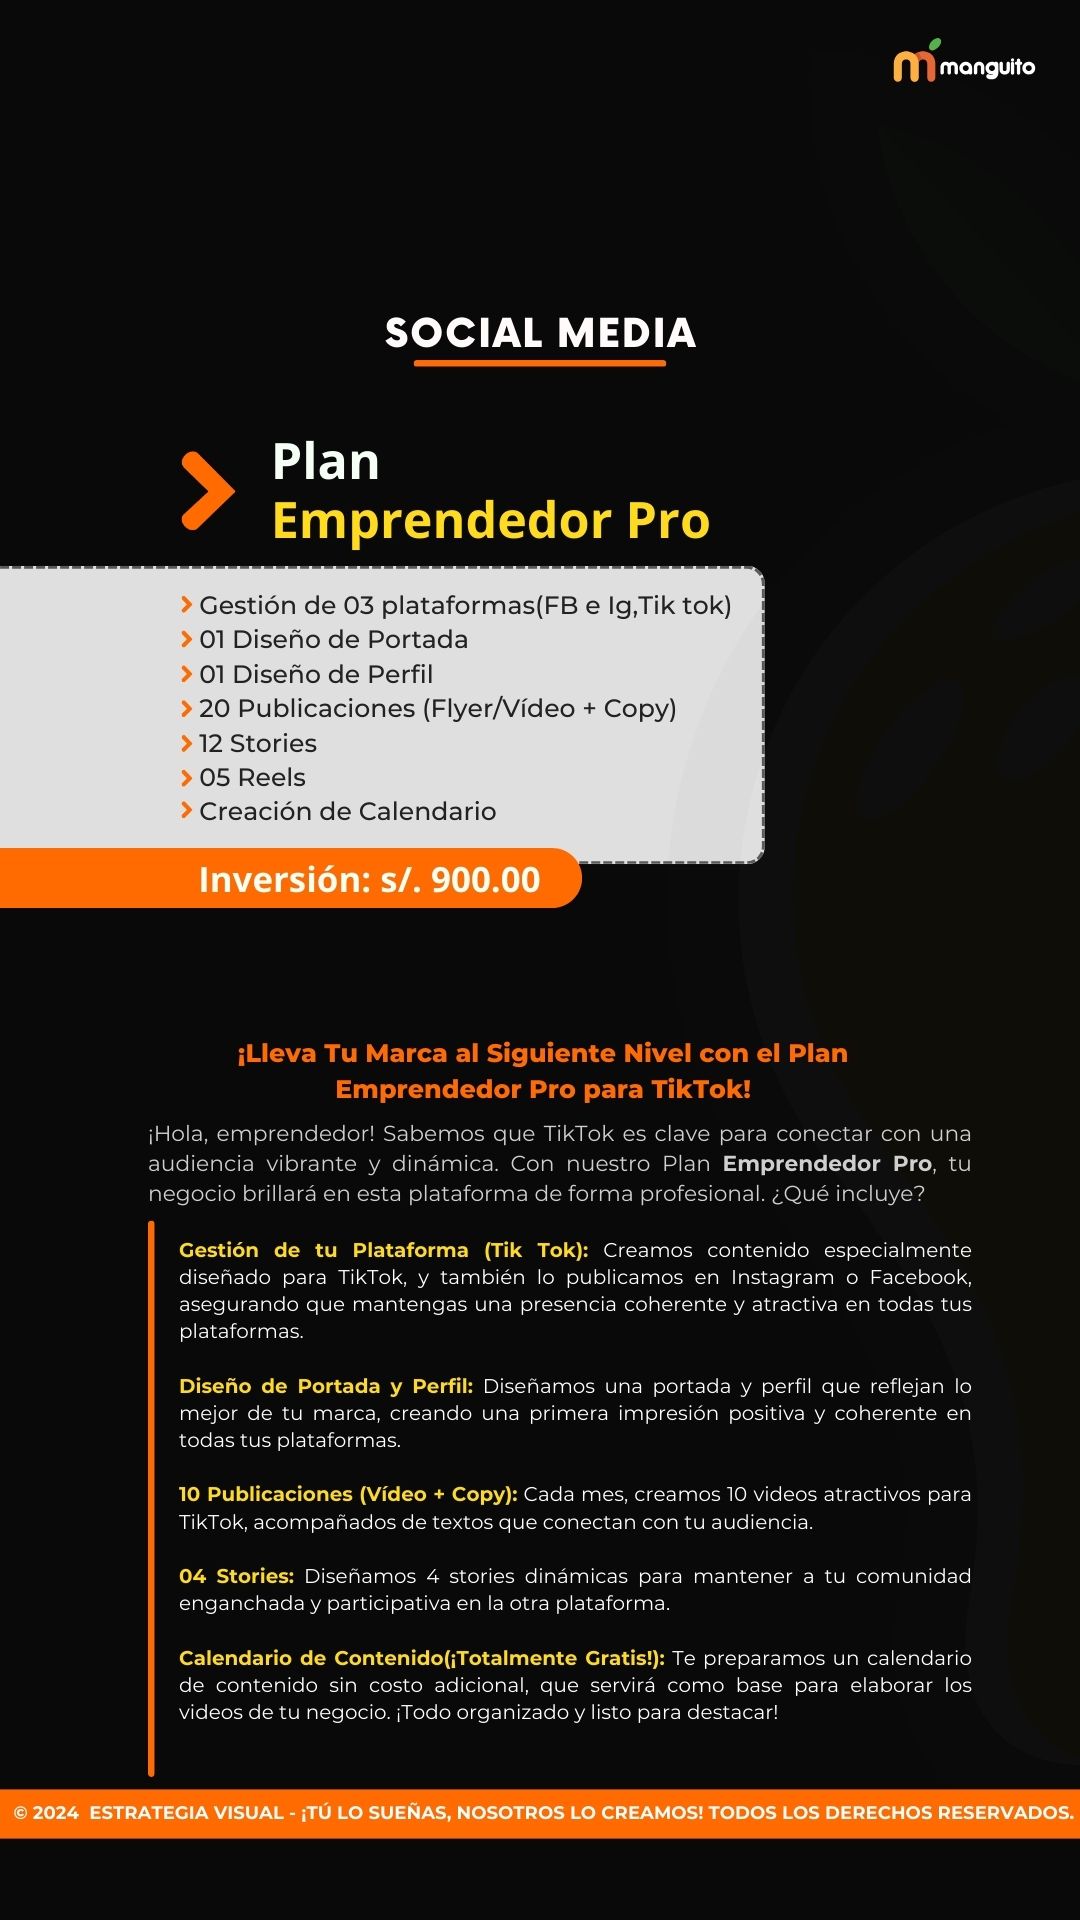 manguito
SOCIAL MEDIA
Plan
Emprendedor Pro
Gestión de 03 plataformas(FB e Ig,Tik tok)
01 Diseño de Portada
01 Diseño de Perfil
20 Publicaciones (Flyer/Vídeo + Copy)
12 Stories
05 Reels
Creación de Calendario
Inversión: s/. 900.00
¡Lleva Tu Marca al Siguiente Nivel con el Plan
Emprendedor Pro para TikTok!
¡Hola, emprendedor! Sabemos que TikTok es clave para conectar con una
audiencia vibrante y dinámica. Con nuestro Plan Emprendedor Pro, tu
negocio brillará en esta plataforma de forma profesional. ¿Qué incluye?
Gestión de tu Plataforma (Tik Tok): Creamos contenido especialmente
diseñado para TikTok, y también lo publicamos en Instagram o Facebook,
asegurando que mantengas una presencia coherente y atractiva en todas tus
plataformas.
Diseño de Portada y Perfil: Diseñamos una portada y perfil que reflejan lo
mejor de tu marca, creando una primera impresión positiva y coherente en
todas tus plataformas.
10 Publicaciones (Vídeo + Copy): Cada mes, creamos 10 videos atractivos para
TikTok, acompañados de textos que conectan con tu audiencia.
04 Stories: Diseñamos 4 stories dinámicas para mantener a tu comunidad
enganchada y participativa en la otra plataforma.
Calendario de Contenido(¡Totalmente Gratis!): Te preparamos un calendario
de contenido sin costo adicional, que servirá como base para elaborar los
videos de tu negocio. ¡Todo organizado y listo para destacar!
© 2024 ESTRATEGIA VISUAL - ¡TÚ LO SUEÑAS, NOSOTROS LO CREAMOS! TODOS LOS DERECHOS RESERVADOS.